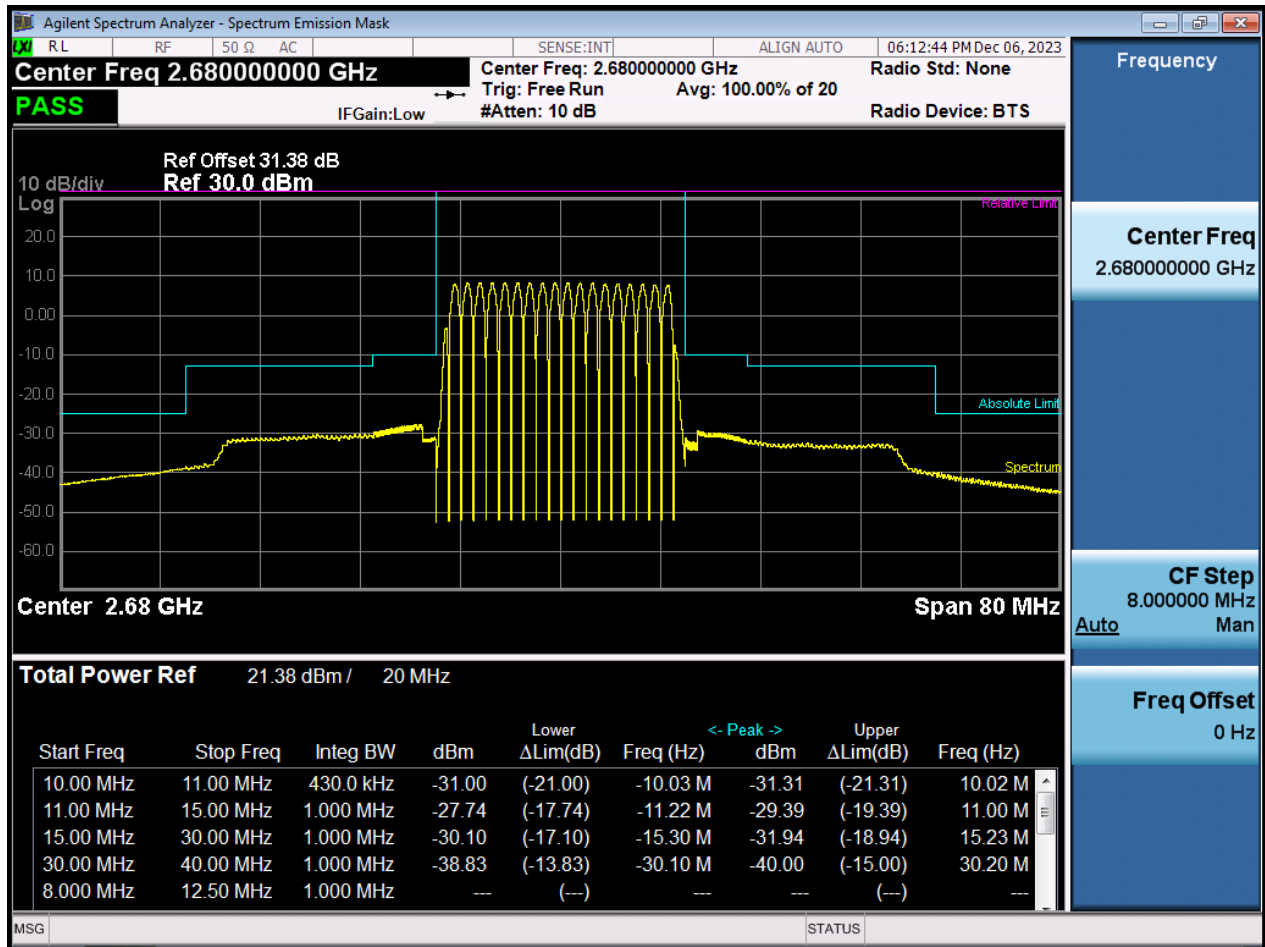 Agilent Spectrum Analyzer - Spectrum Emission Mask
LXI RL RF 50 Ω AC SENSE:INT ALIGN AUTO 06:12:44 PM Dec 06, 2023
Center Freq 2.680000000 GHz
Center Freq: 2.680000000 GHz
Radio Std: None
Trig: Free Run Avg: 100.00% of 20
PASS
IFGain:Low
#Atten: 10 dB
Radio Device: BTS
Ref Offset 31.38 dB
10 dB/div Ref 30.0 dBm
Log
Relative Limit
20.0
10.0
0.00
-10.0
-20.0
Absolute Limit
-30.0
-40.0
Spectrum
-50.0
-60.0
Center 2.68 GHz Span 80 MHz
Total Power Ref 21.38 dBm / 20 MHz
Lower <- Peak -> Upper
Start Freq Stop Freq Integ BW dBm ΔLim(dB) Freq (Hz) dBm ΔLim(dB) Freq (Hz)
10.00 MHz 11.00 MHz 430.0 kHz -31.00 (-21.00) -10.03 M -31.31 (-21.31) 10.02 M
11.00 MHz 15.00 MHz 1.000 MHz -27.74 (-17.74) -11.22 M -29.39 (-19.39) 11.00 M
15.00 MHz 30.00 MHz 1.000 MHz -30.10 (-17.10) -15.30 M -31.94 (-18.94) 15.23 M
30.00 MHz 40.00 MHz 1.000 MHz -38.83 (-13.83) -30.10 M -40.00 (-15.00) 30.20 M
8.000 MHz 12.50 MHz 1.000 MHz --- (---) --- --- (---) ---
MSG STATUS
Frequency
Center Freq
2.680000000 GHz
CF Step
8.000000 MHz
Auto Man
Freq Offset
0 Hz